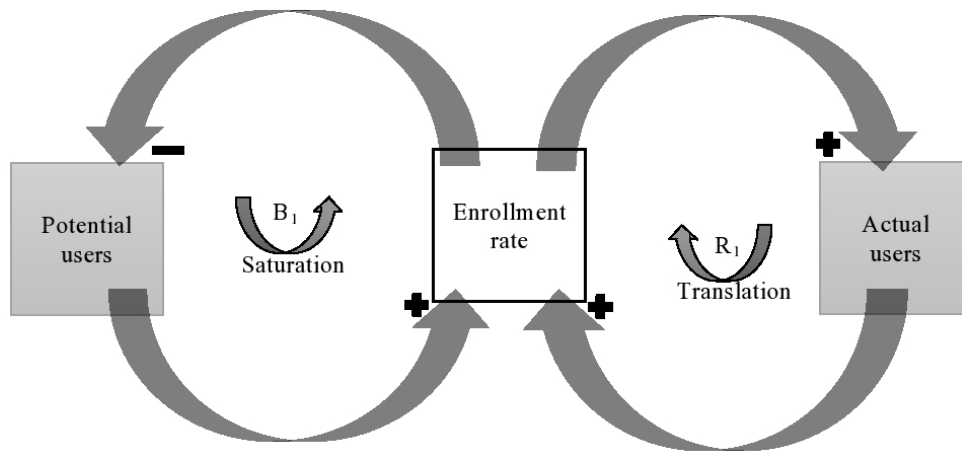 Potential
users
B₁
Saturation
Enrollment
rate
R₁
Translation
Actual
users